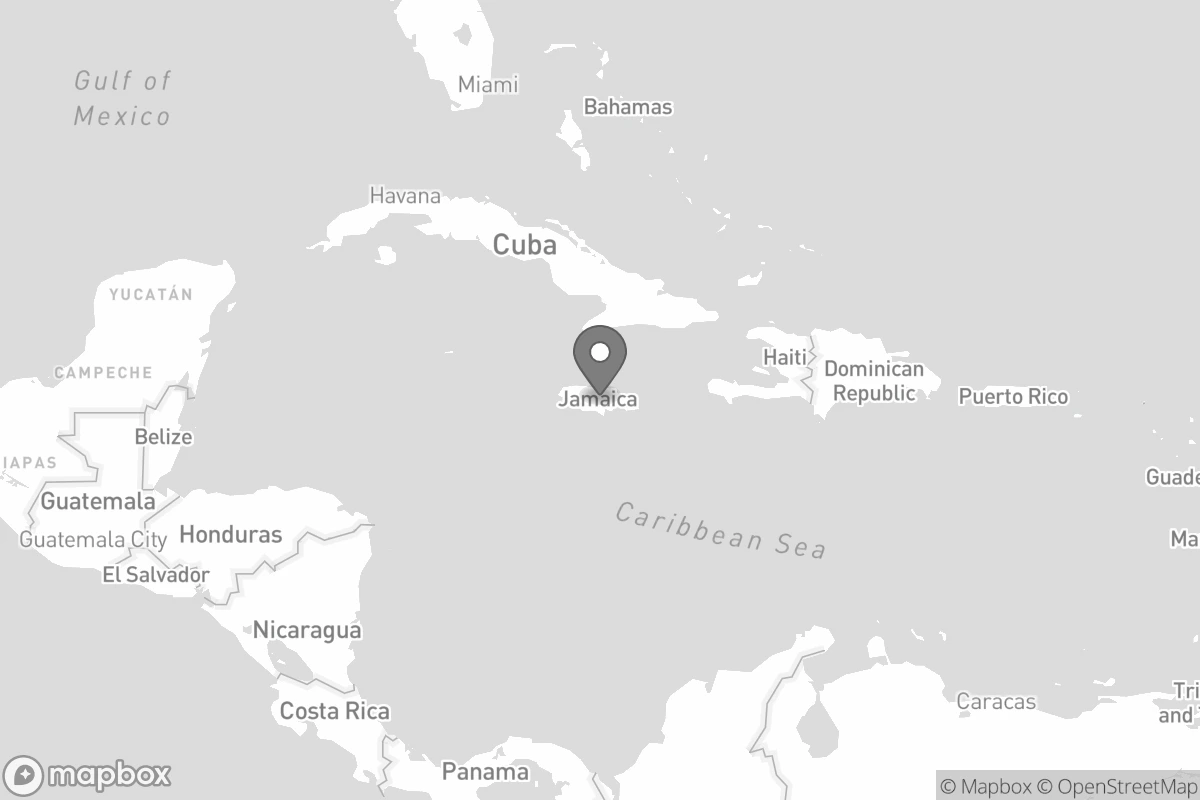 Gulf of
Mexico
Miami
Bahamas
Havana
Cuba
YUCATÁN
CAMPECHE
Haiti
Dominican
Republic
Jamaica
Puerto Rico
Belize
IAPAS
Guade
Guatemala
Caribbean Sea
Honduras
Guatemala City
Ma
El Salvador
Nicaragua
Tri
and T
Caracas
Costa Rica
Panama
mapbox
© Mapbox © OpenStreetMap